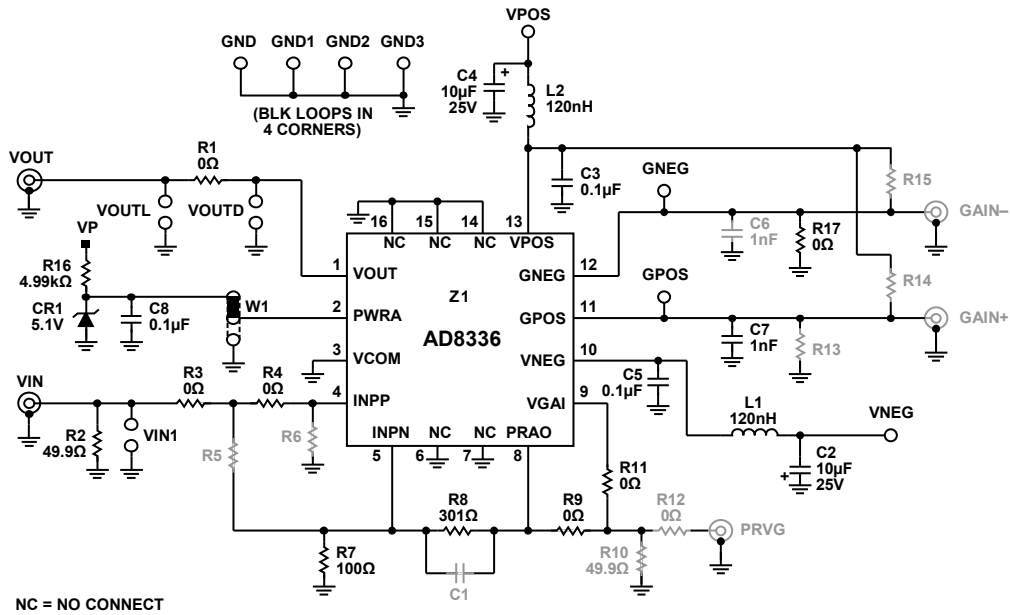 VPOS
GND GND1 GND2 GND3
(BLK LOOPS IN
4 CORNERS)
C4
10µF
25V
+
L2
120nH
VOUT
R1
0Ω
VOUTL
VOUTD
C3
0.1µF
GNEG
R15
GAIN–
C6
1nF
R17
0Ω
16 15 14 13
NC NC NC VPOS
VP
R16
4.99kΩ
CR1
5.1V
C8
0.1µF
W1
1 VOUT
2 PWRA
3 VCOM
4 INPP
Z1
AD8336
GNEG 12
GPOS 11
VNEG 10
VGAI 9
GPOS
R14
GAIN+
C7
1nF
R13
C5
0.1µF
VIN
R3
0Ω
R4
0Ω
R2
49.9Ω
VIN1
R5
R6
INPN NC NC PRAO
5 6 7 8
L1
120nH
VNEG
C2
10µF
25V
+
R11
0Ω
R8
301Ω
R9
0Ω
R12
0Ω
PRVG
R7
100Ω
C1
R10
49.9Ω
NC = NO CONNECT